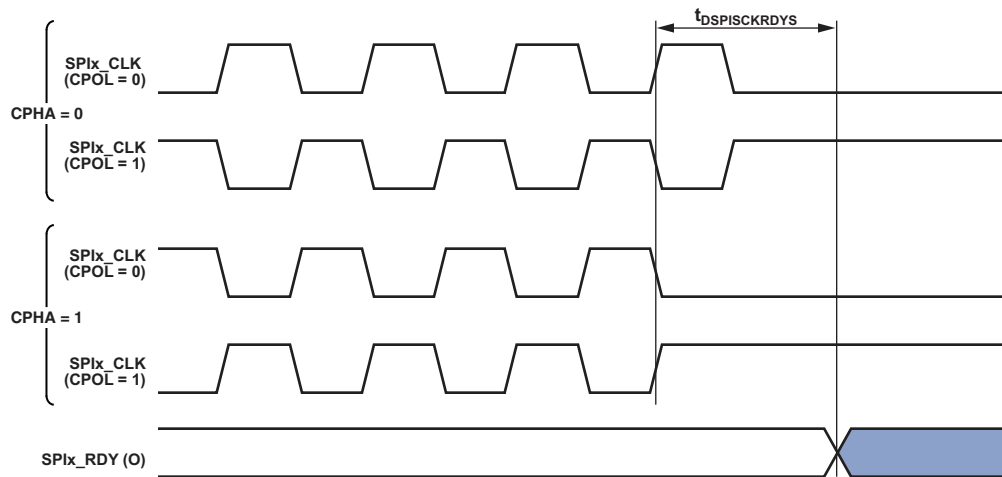 tDSPISCKRDYS
SPIx_CLK
(CPOL = 0)
CPHA = 0
SPIx_CLK
(CPOL = 1)
SPIx_CLK
(CPOL = 0)
CPHA = 1
SPIx_CLK
(CPOL = 1)
SPIx_RDY (O)